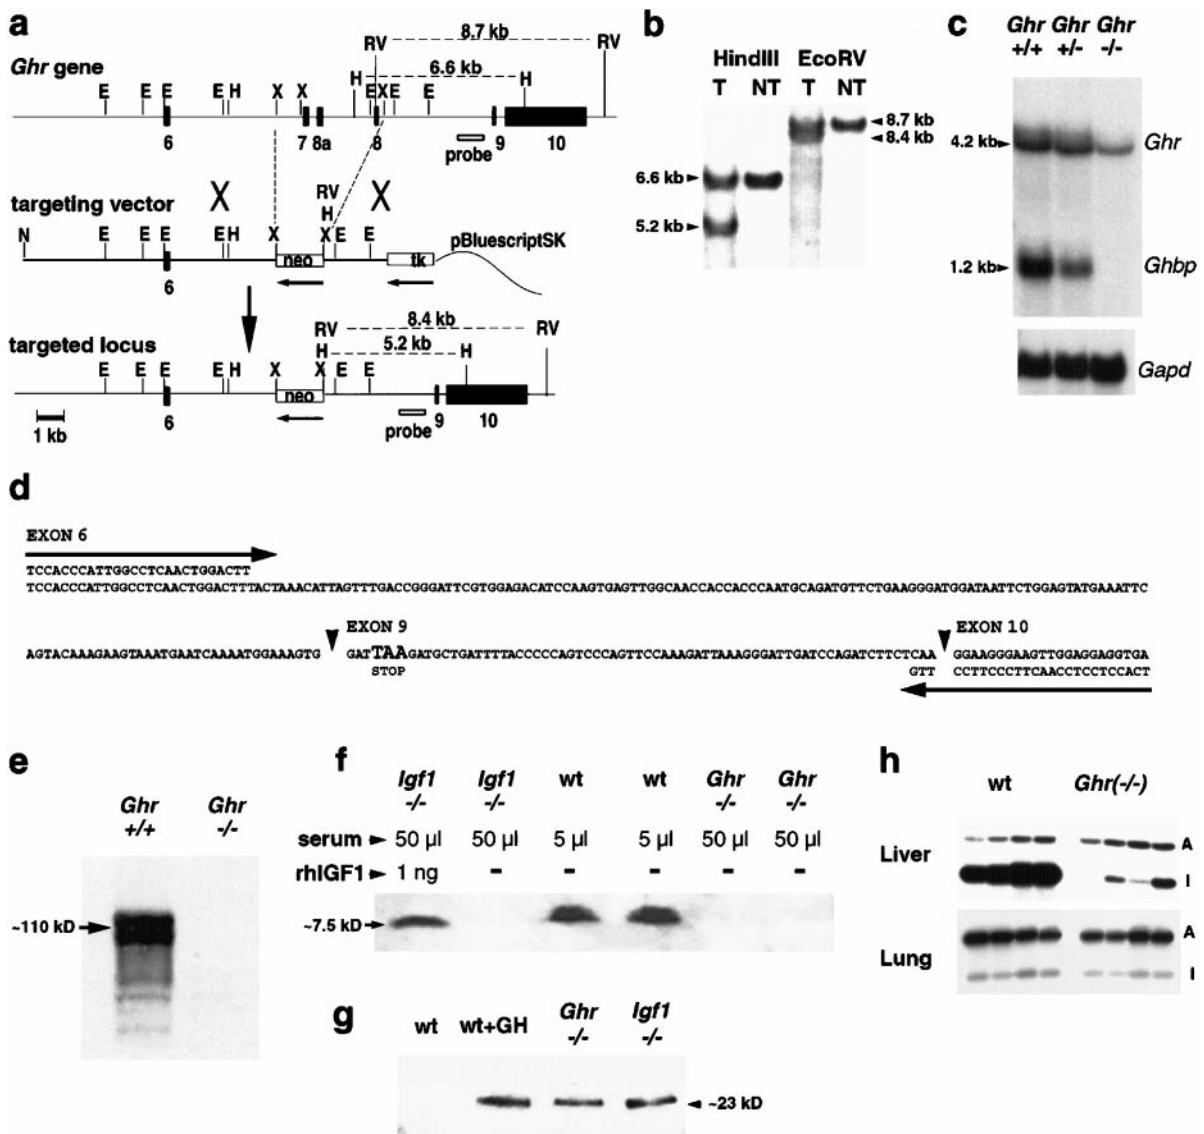 a
8.7 kb
RV RV
Ghr gene
6.6 kb
H H
E E E E H X X E X E E
6 7 8a 8 9 10
probe
targeting vector
RV
H
N E E E E H X X E E
pBluescriptSK
neo tk
6
8.4 kb
RV RV
targeted locus
5.2 kb
H H
E E E E H X X E E
neo
6 9 10
probe
1 kb
b
HindIII EcoRV
T NT T NT
8.7 kb
8.4 kb
6.6 kb
5.2 kb
c
Ghr Ghr Ghr
+/+ +/- -/-
4.2 kb Ghr
1.2 kb Ghbp
Gapd
d
EXON 6
TCCACCCATTGGCCTCAACTGGACTT
TCCACCCATTGGCCTCAACTGGACTTTACTAAACATTAGTTTGACCGGGATTCGTGGAGACATCCAAGTGAGTTGGCAACCACCACCCAATGCAGATGTTCTGAAGGGATGGATAATTCTGGAGTATGAAATTC
EXON 9 EXON 10
AGTACAAAGAAGTAAATGAATCAAAATGGAAAGTG GATTAAGATGCTGATTTTACCCCCAGTCCCAGTTCCAAAGATTAAAGGGATTGATCCAGATCTTCTCAA GGAAGGGAAGTTGGAGGAGGTGA
STOP GTT CCTTCCCTTCAACCTCCTCCACT
e
Ghr Ghr
+/+ -/-
~110 kD
f
Igf1 Igf1 wt wt Ghr Ghr
-/- -/- -/- -/-
serum 50 µl 50 µl 5 µl 5 µl 50 µl 50 µl
rhIGF1 1 ng - - - - -
~7.5 kD
g
wt wt+GH Ghr Igf1
-/- -/-
~23 kD
h
wt Ghr(-/-)
Liver A
I
Lung A
I